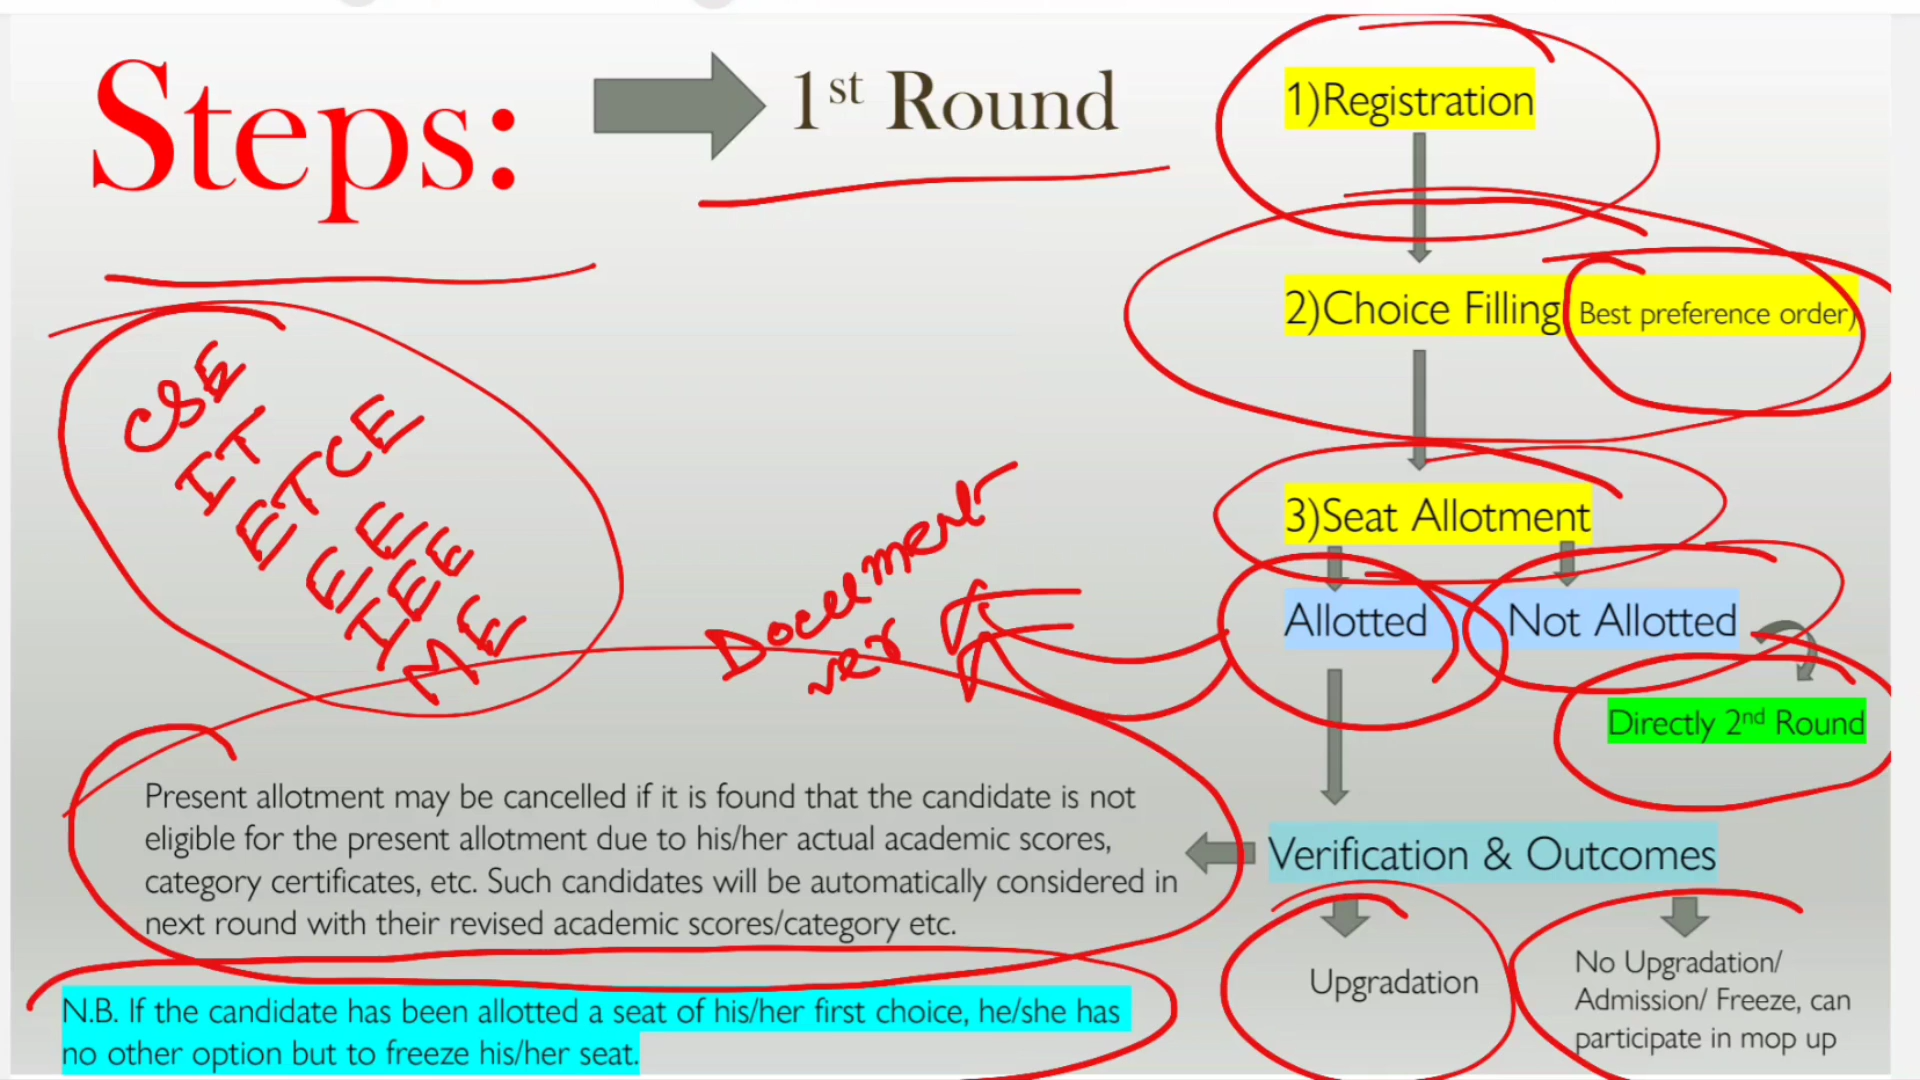 Steps:
1st Round
1)Registration
2)Choice Filling Best preference order)
CSE
IT
ETCE
EE
EIEE
ME
Document
ver
3)Seat Allotment
Allotted
Not Allotted
Directly 2nd Round
Present allotment may be cancelled if it is found that the candidate is not
eligible for the present allotment due to his/her actual academic scores,
category certificates, etc. Such candidates will be automatically considered in
next round with their revised academic scores/category etc.
Verification & Outcomes
Upgradation
No Upgradation/
Admission/ Freeze, can
participate in mop up
N.B. If the candidate has been allotted a seat of his/her first choice, he/she has
no other option but to freeze his/her seat.